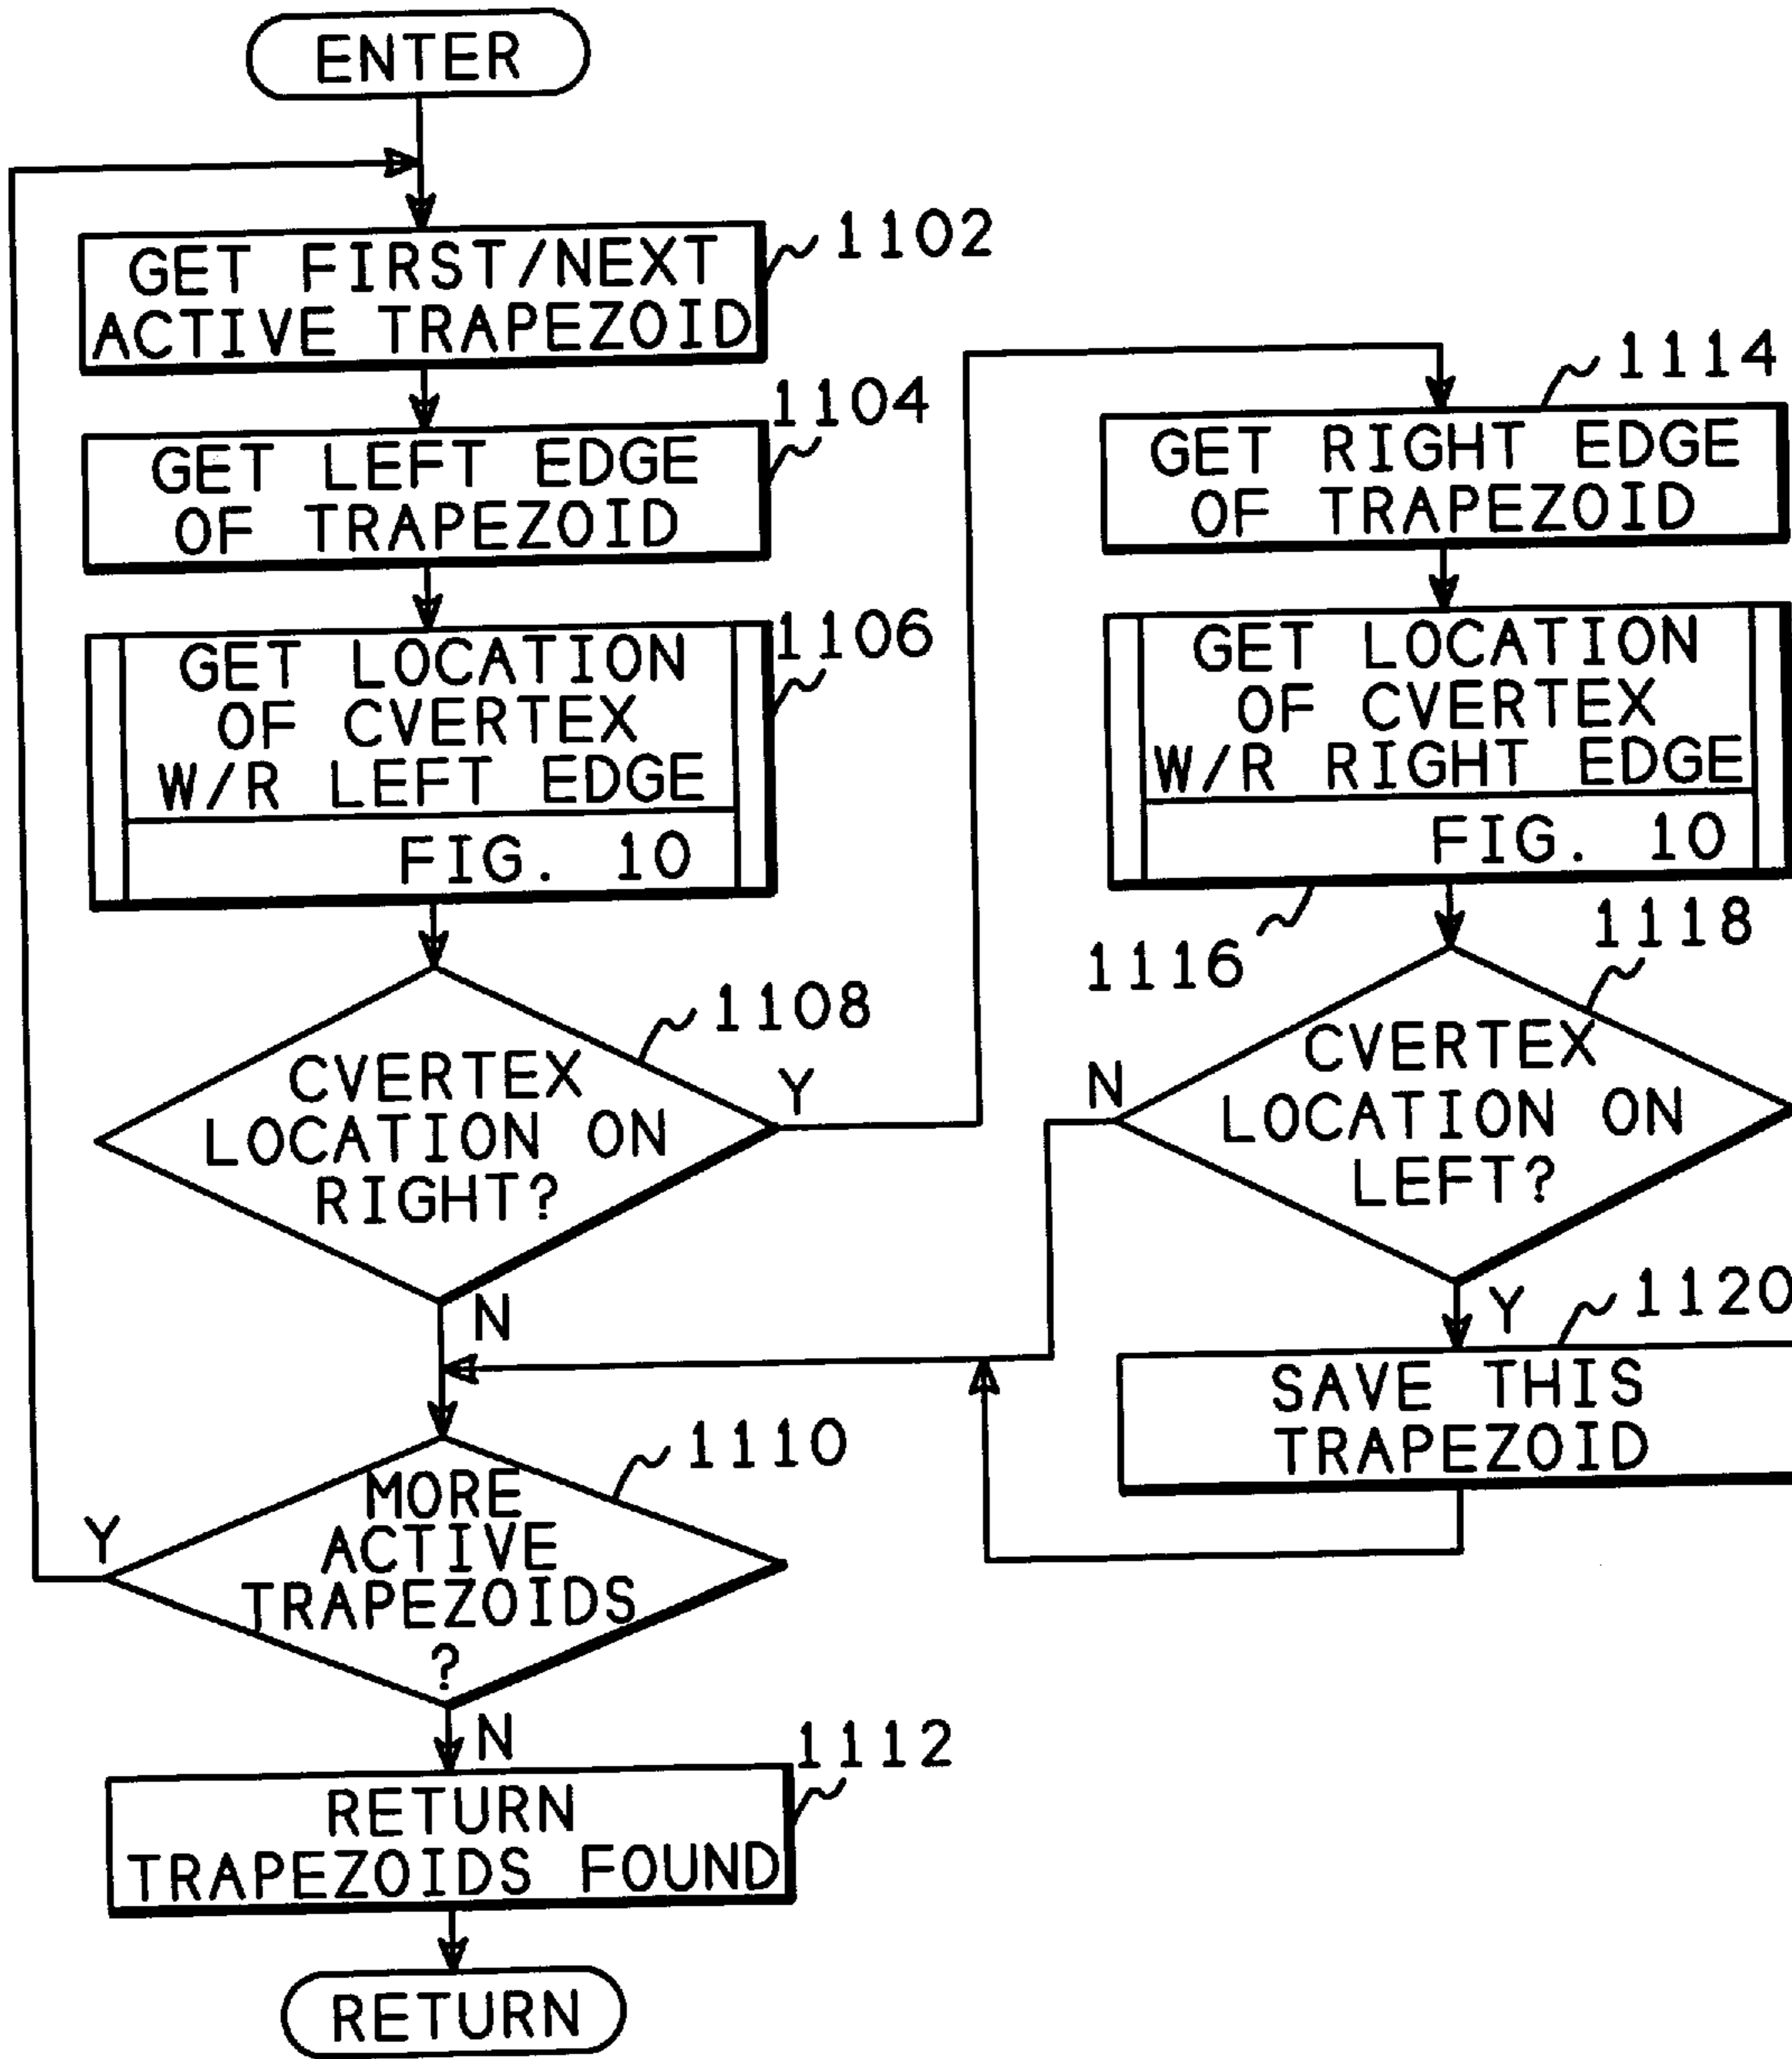 ENTER
GET FIRST/NEXT
ACTIVE TRAPEZOID
1102
GET LEFT EDGE
OF TRAPEZOID
1104
GET LOCATION
OF CVERTEX
W/R LEFT EDGE
FIG. 10
1106
CVERTEX
LOCATION ON
RIGHT?
1108
Y
N
MORE
ACTIVE
TRAPEZOIDS
?
1110
Y
N
RETURN
TRAPEZOIDS FOUND
1112
RETURN
GET RIGHT EDGE
OF TRAPEZOID
1114
GET LOCATION
OF CVERTEX
W/R RIGHT EDGE
FIG. 10
1116
CVERTEX
LOCATION ON
LEFT?
1118
N
Y
SAVE THIS
TRAPEZOID
1120